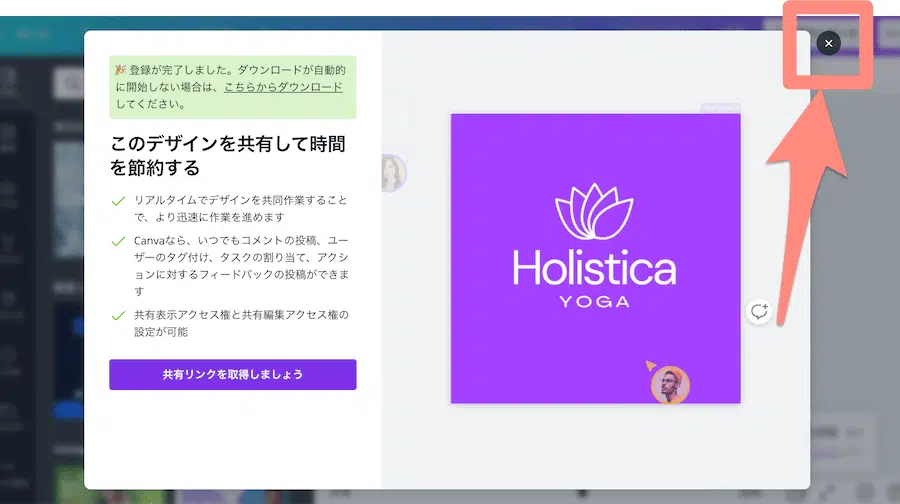 🎉 登録が完了しました。ダウンロードが自動的
に開始しない場合は、こちらからダウンロード
してください。
このデザインを共有して時間
を節約する
リアルタイムでデザインを共同作業すること
で、より迅速に作業を進めます
Canvaなら、いつでもコメントの投稿、ユー
ザーのタグ付け、タスクの割り当て、アクシ
ョンに対するフィードバックの投稿ができま
す
共有表示アクセス権と共有編集アクセス権の
設定が可能
共有リンクを取得しましょう
Holistica
YOGA